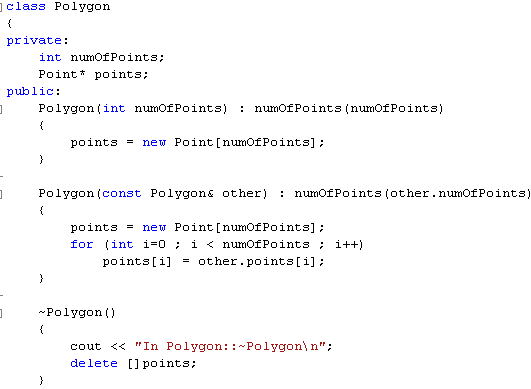 class Polygon
{
private:
    int numOfPoints;
    Point* points;
public:
    Polygon(int numOfPoints) : numOfPoints(numOfPoints)
    {
        points = new Point[numOfPoints];
    }
    Polygon(const Polygon& other) : numOfPoints(other.numOfPoints)
    {
        points = new Point[numOfPoints];
        for (int i=0 ; i < numOfPoints ; i++)
            points[i] = other.points[i];
    }
    ~Polygon()
    {
        cout << "In Polygon::~Polygon\n";
        delete []points;
    }